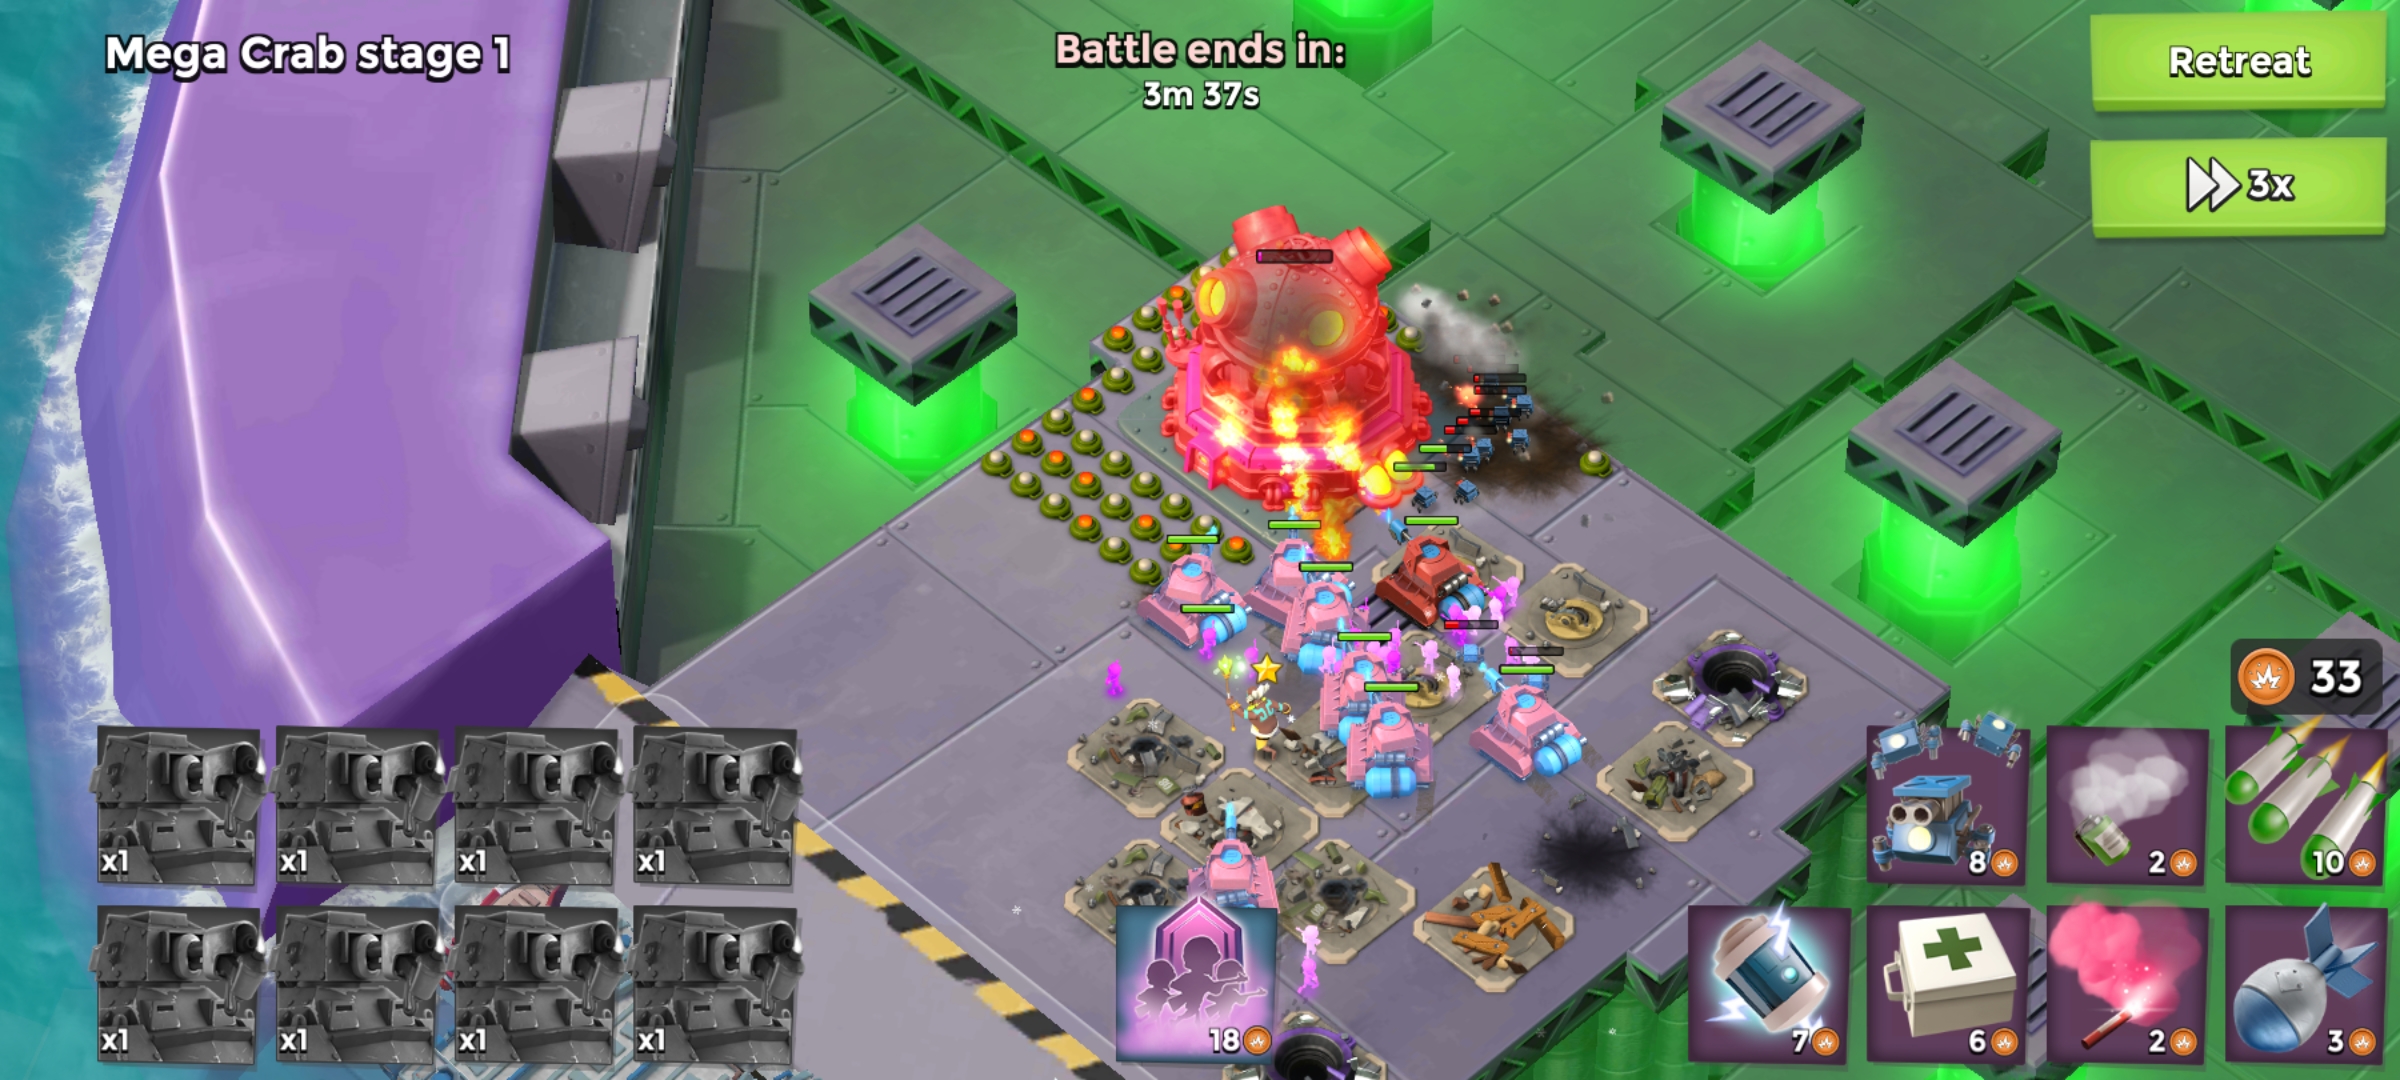 Mega Crab stage 1
Battle ends in:
3m 37s
Retreat
3x
33
8
2
10
x1
x1
x1
x1
x1
x1
x1
x1
18
7
6
2
3